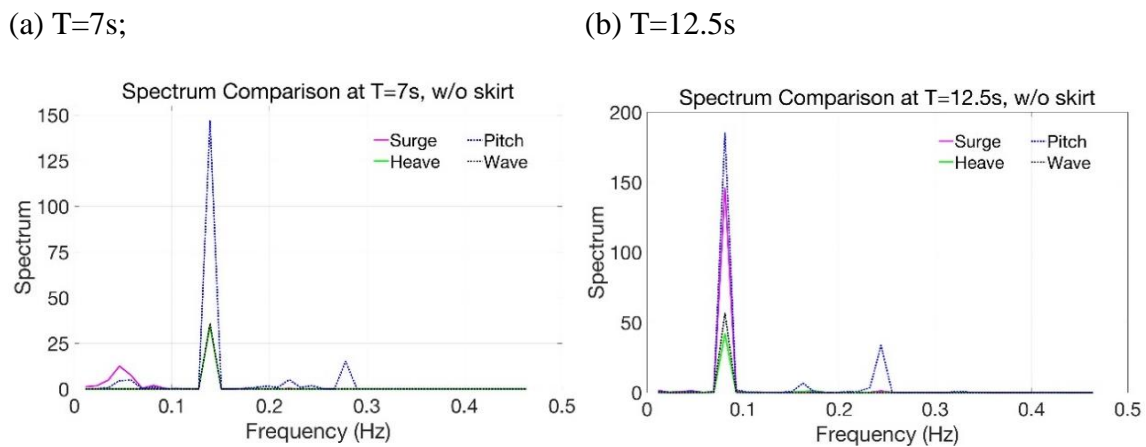 (a) T=7s;
(b) T=12.5s
Spectrum Comparison at T=7s, w/o skirt
150
125
100
75
50
25
0
Spectrum
Surge
Pitch
Heave
Wave
0
0.1
0.2
0.3
0.4
0.5
Frequency (Hz)
Spectrum Comparison at T=12.5s, w/o skirt
200
150
100
50
0
Spectrum
Surge
Pitch
Heave
Wave
0
0.1
0.2
0.3
0.4
0.5
Frequency (Hz)